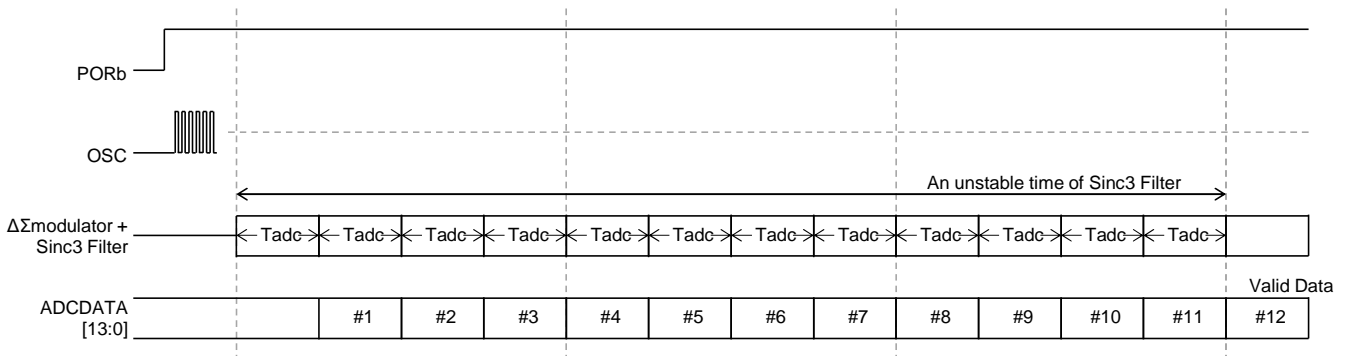 PORb
OSC
An unstable time of Sinc3 Filter
ΔΣmodulator +
Sinc3 Filter
Tadc Tadc Tadc Tadc Tadc Tadc Tadc Tadc Tadc Tadc Tadc Tadc
Valid Data
ADCDATA
[13:0]
#1 #2 #3 #4 #5 #6 #7 #8 #9 #10 #11 #12